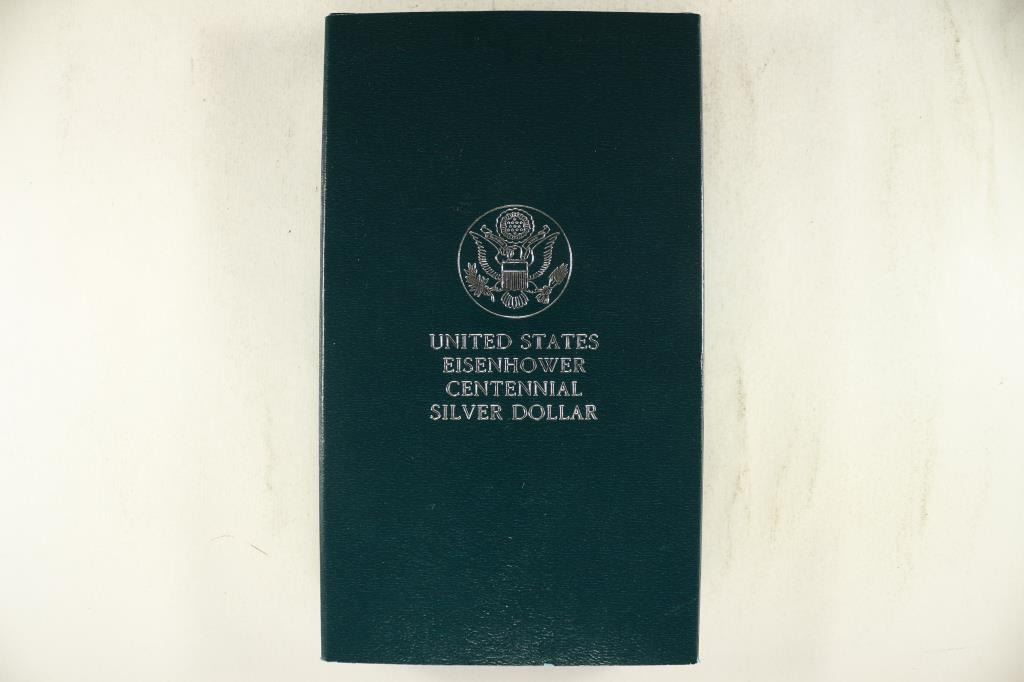 UNITED STATES
EISENHOWER
CENTENNIAL
SILVER DOLLAR